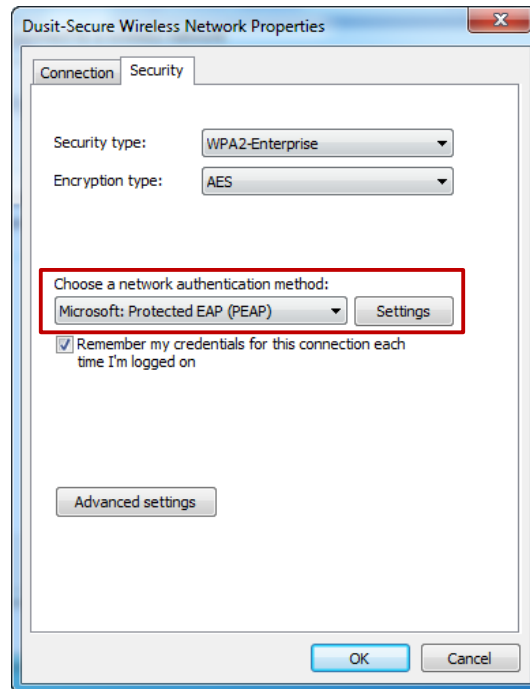 Dusit-Secure Wireless Network Properties
Connection Security
Security type: WPA2-Enterprise
Encryption type: AES
Choose a network authentication method:
Microsoft: Protected EAP (PEAP) Settings
Remember my credentials for this connection each
time I'm logged on
Advanced settings
OK Cancel